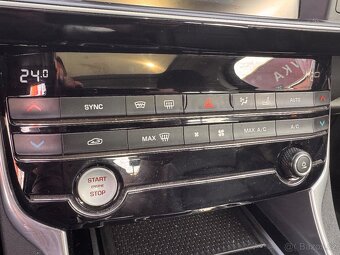 24.0
SYNC
AUTO
MAX
MAX A/C
A/C
START
ENGINE
STOP